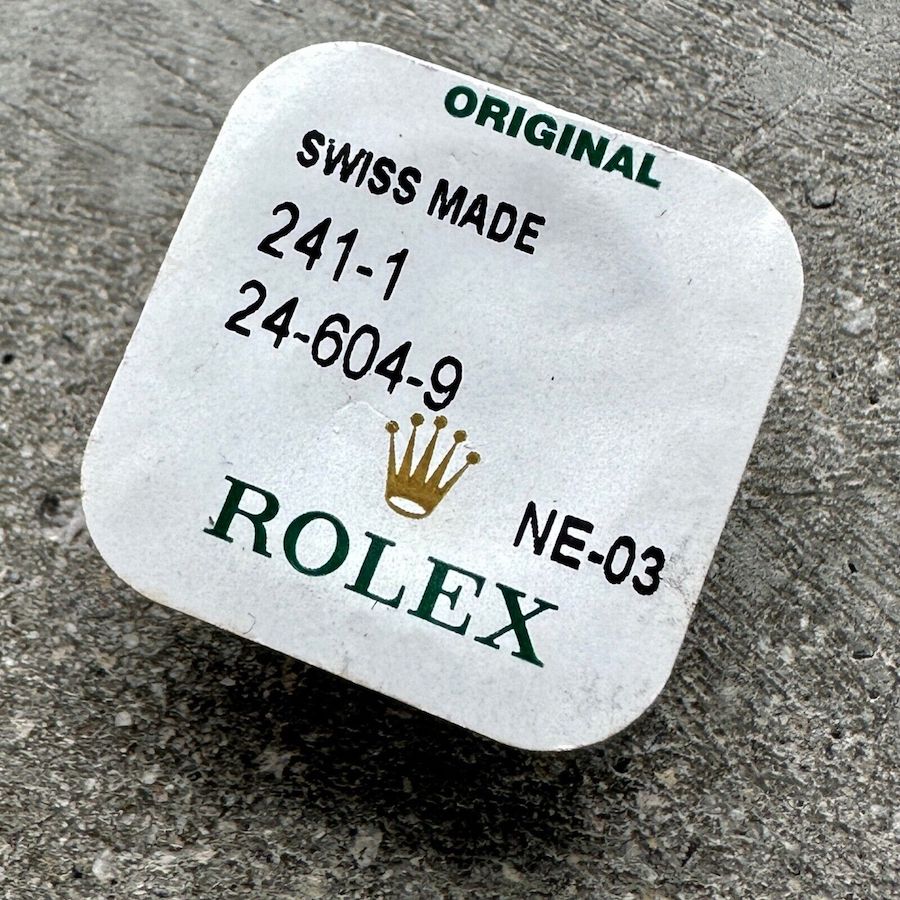 ORIGINAL
SWISS MADE
241-1
24-604-9
NE-03
ROLEX